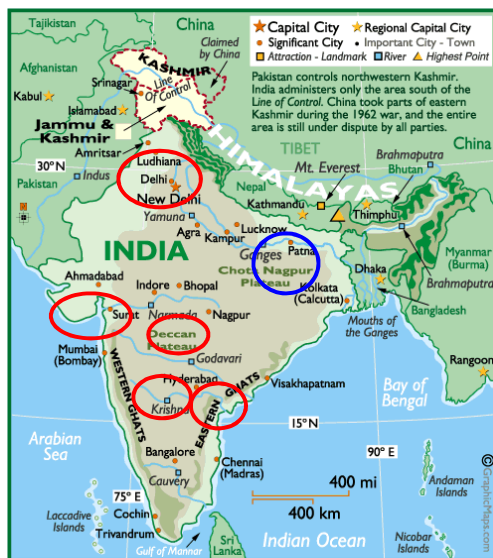 Tajikistan
China
Claimed
by China
Capital City
Regional Capital City
Significant City
Important City - Town
Attraction - Landmark
River
Highest Point
Afghanistan
KASHMIR
Line
Of Control
Srinagar
Kabul
Islamabad
Jammu &
Kashmir
Pakistan controls northwestern Kashmir.
India administers only the area south of the
Line of Control. China took parts of eastern
Kashmir during the 1962 war, and the entire
area is still under dispute by all parties.
Amritsar
HIMALAYAS
TIBET
China
30°N
Indus
Pakistan
Ludhiana
Delhi
New Delhi
Mt. Everest
Brahmaputra
Bhutan
Nepal
Kathmandu
Thimphu
Yamuna
Agra
Kampur
Lucknow
Ganges
Patna
INDIA
Chota Nagpur
Plateau
Dhaka
Myanmar
(Burma)
Brahmaputra
Ahmadabad
Indore
Bhopal
Kolkata
(Calcutta)
Bangladesh
Surat
Narmada
Nagpur
Mouths of
the Ganges
Deccan
Plateau
Mumbai
(Bombay)
Godavari
Rangoon
WESTERN GHATS
Hyderabad
EASTERN GHATS
Visakhapatnam
Bay of
Bengal
Krishna
15°N
Arabian
Sea
90°E
Bangalore
Chennai
(Madras)
Cauvery
400 mi
400 km
Andaman
Islands
75°E
Laccadive
Islands
Cochin
Trivandrum
Gulf of Mannar
Sri
Lanka
Indian Ocean
Nicobar
Islands
©GraphicMaps.com